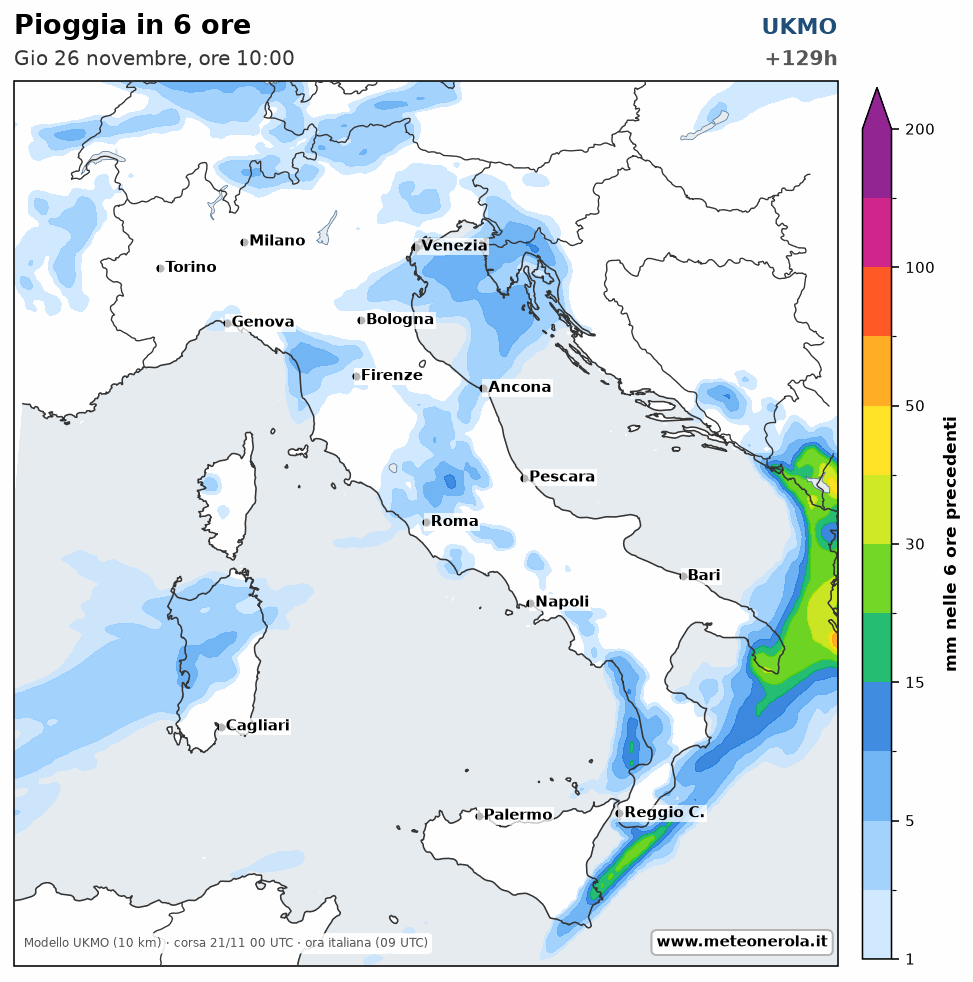 Pioggia in 6 ore
UKMO
Gio 26 novembre, ore 10:00
+129h
Milano
Venezia
Torino
Genova
Bologna
Firenze
Ancona
Pescara
Roma
Bari
Napoli
Cagliari
Palermo
Reggio C.
200
100
50
30
15
5
1
mm nelle 6 ore precedenti
Modello UKMO (10 km) · corsa 21/11 00 UTC · ora italiana (09 UTC)
www.meteonerola.it